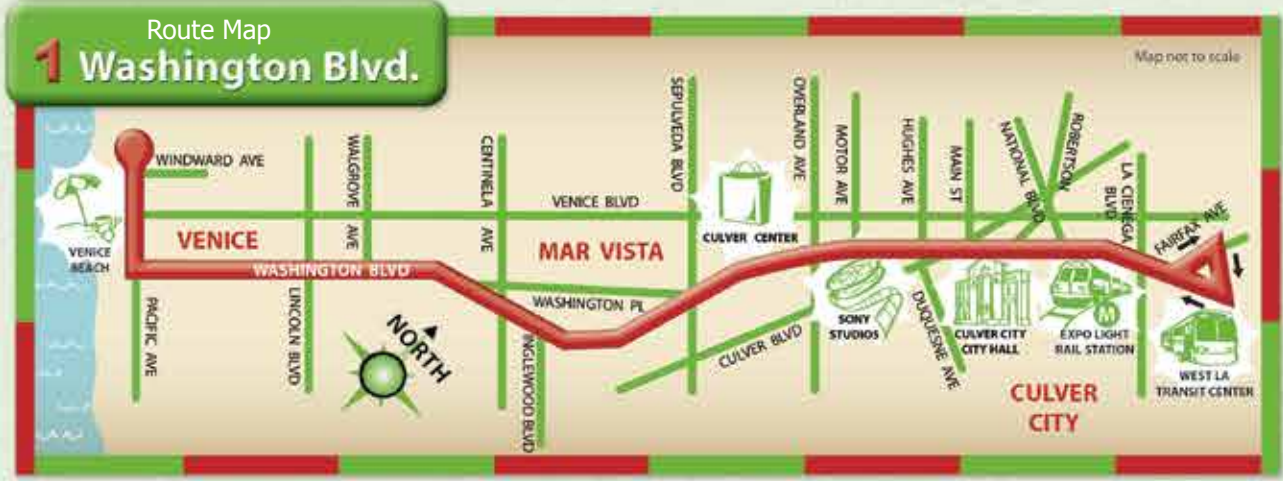 Route Map
1 Washington Blvd.
Map not to scale
WINDWARD AVE
WALGROVE AVE
CENTINELA AVE
SEPULVEDA BLVD
OVERLAND AVE
MOTOR AVE
HUGHES AVE
MAIN ST
NATIONAL BLVD
ROBERTSON
LA CIENEGA
BLVD
FAIRFAX AVE
VENICE BLVD
VENICE
BEACH
VENICE
MAR VISTA
CULVER CENTER
WASHINGTON BLVD
WASHINGTON PL
PACIFIC AVE
LINCOLN BLVD
NORTH
INGLEWOOD BLVD
CULVER BLVD
SONY
STUDIOS
DUQUESNE AVE
CULVER CITY
CITY HALL
EXPO LIGHT
RAIL STATION
M
WEST LA
TRANSIT CENTER
CULVER
CITY